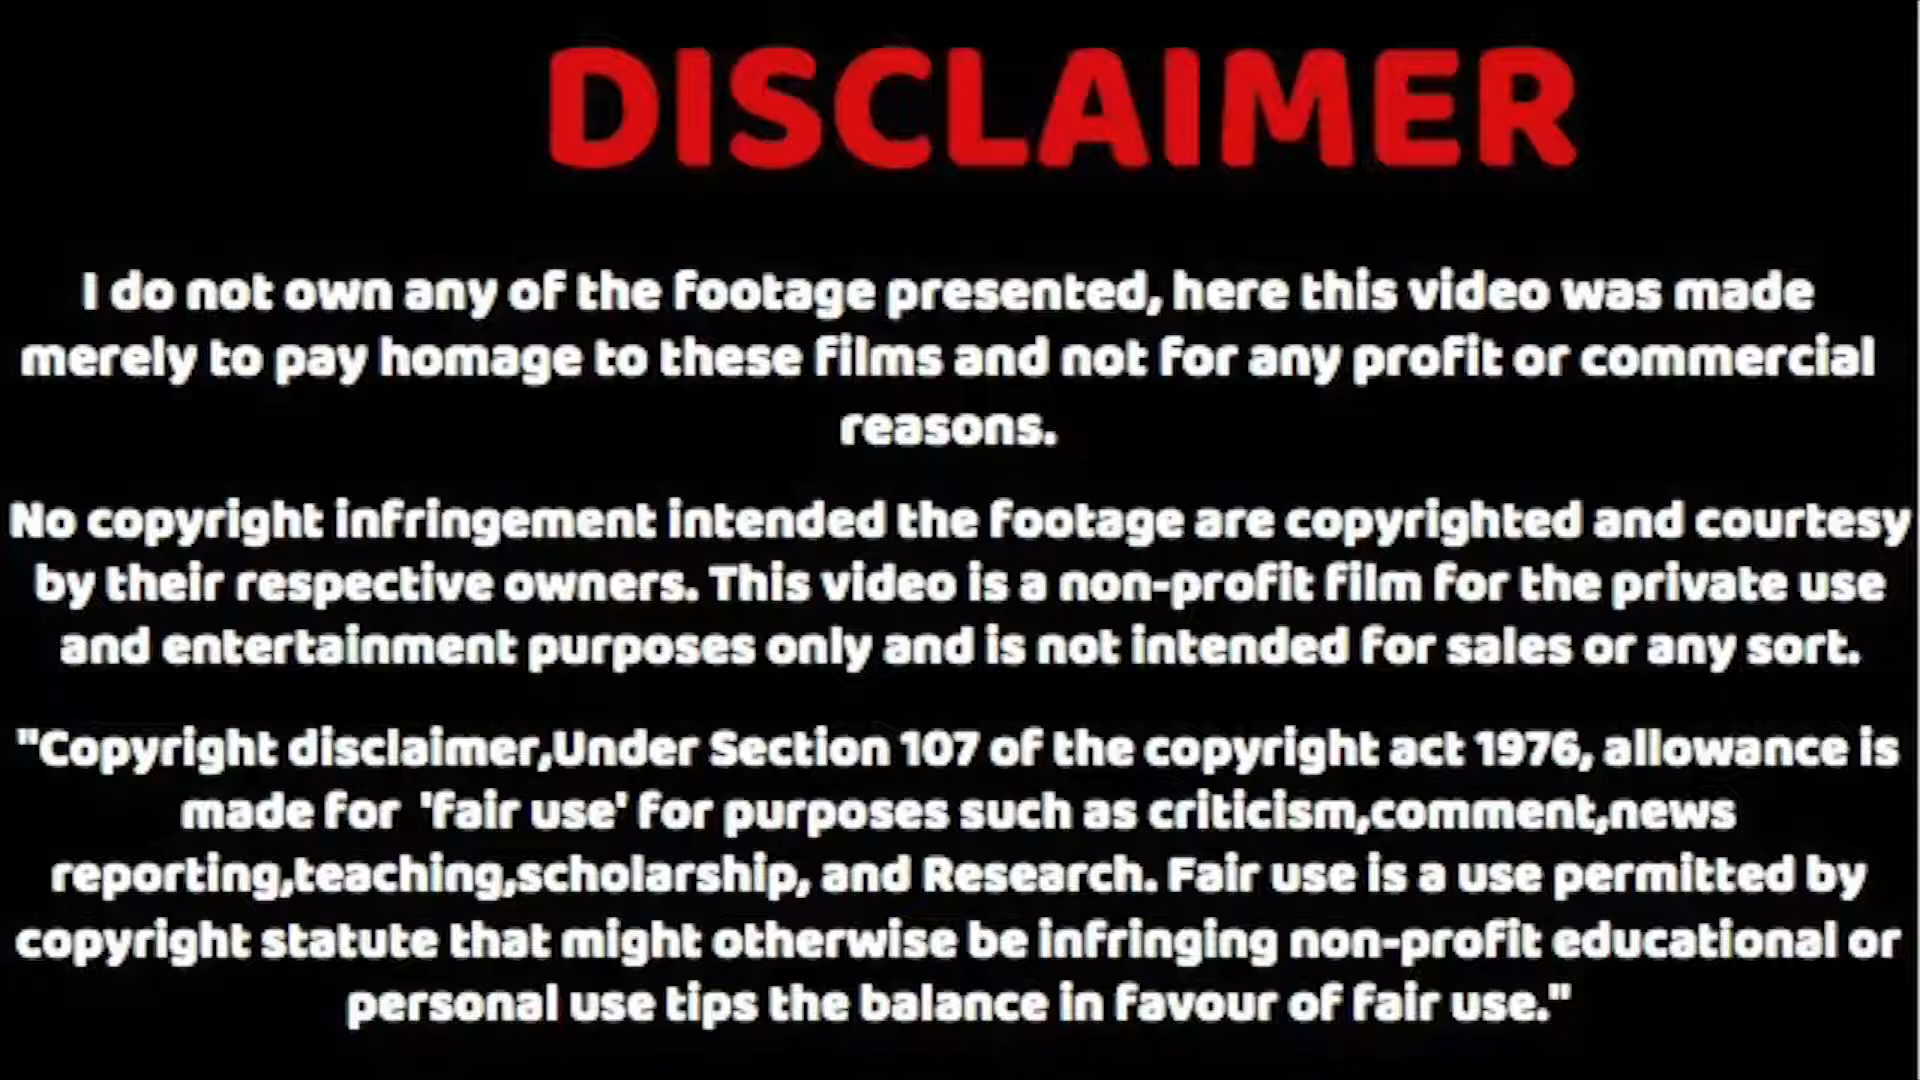 DISCLAIMER
I do not own any of the footage presented, here this video was made
merely to pay homage to these films and not for any profit or commercial
reasons.
No copyright infringement intended the footage are copyrighted and courtesy
by their respective owners. This video is a non-profit film for the private use
and entertainment purposes only and is not intended for sales or any sort.
"Copyright disclaimer,Under Section 107 of the copyright act 1976, allowance is
made for  'fair use' for purposes such as criticism,comment,news
reporting,teaching,scholarship, and Research. Fair use is a use permitted by
copyright statute that might otherwise be infringing non-profit educational or
personal use tips the balance in favour of fair use."